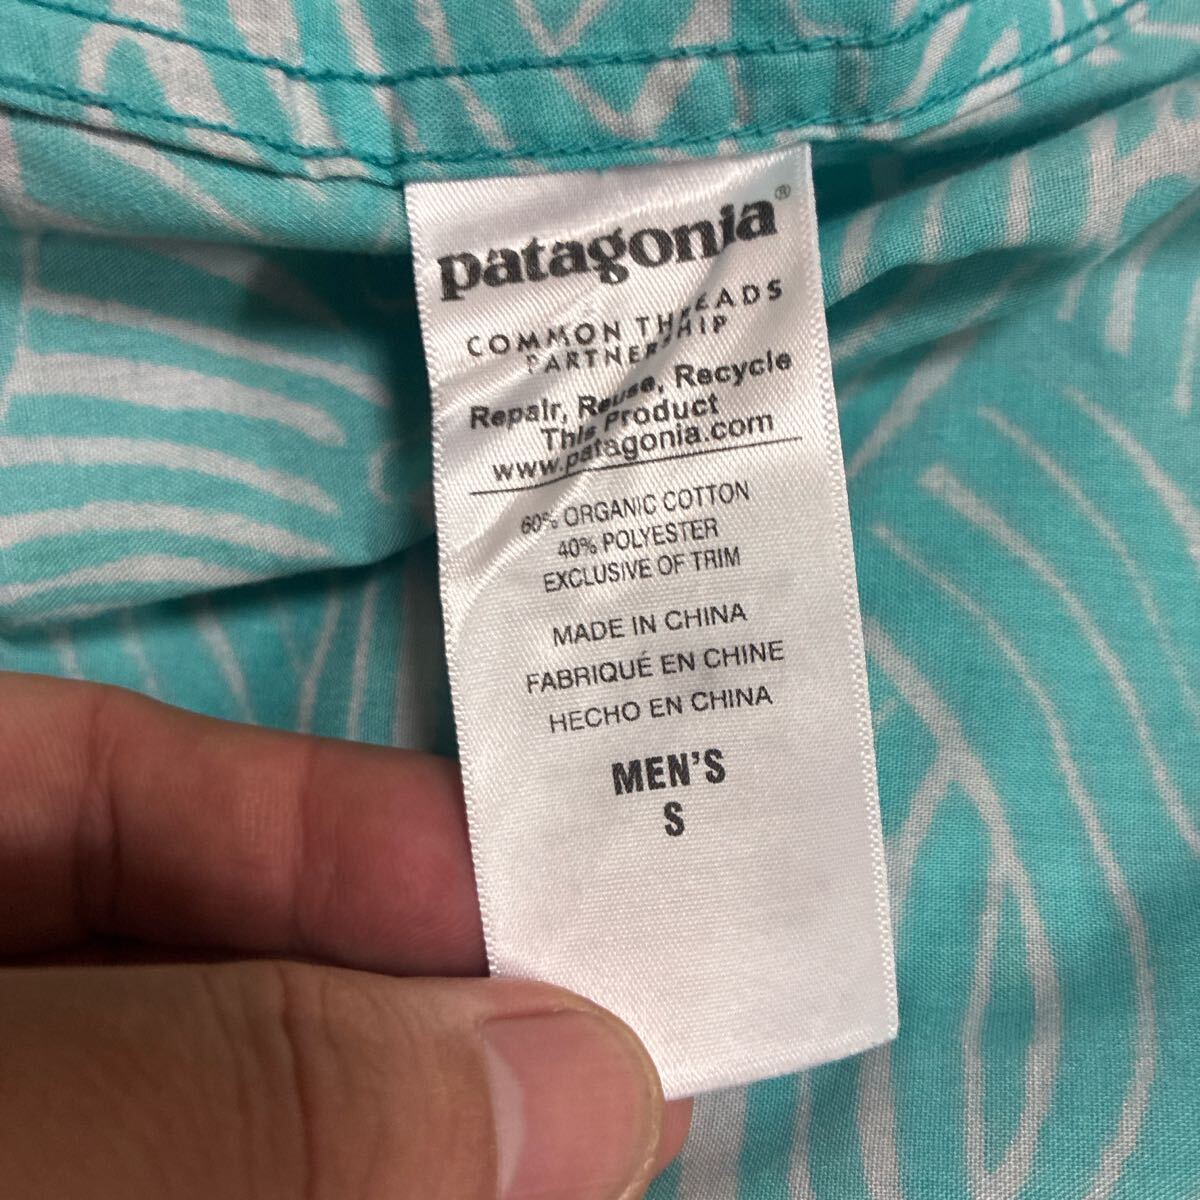 patagonia®
COMMON THREADS
PARTNERSHIP
Repair, Reuse, Recycle
This Product
www.patagonia.com
60% ORGANIC COTTON
40% POLYESTER
EXCLUSIVE OF TRIM
MADE IN CHINA
FABRIQUÉ EN CHINE
HECHO EN CHINA
MEN'S
S